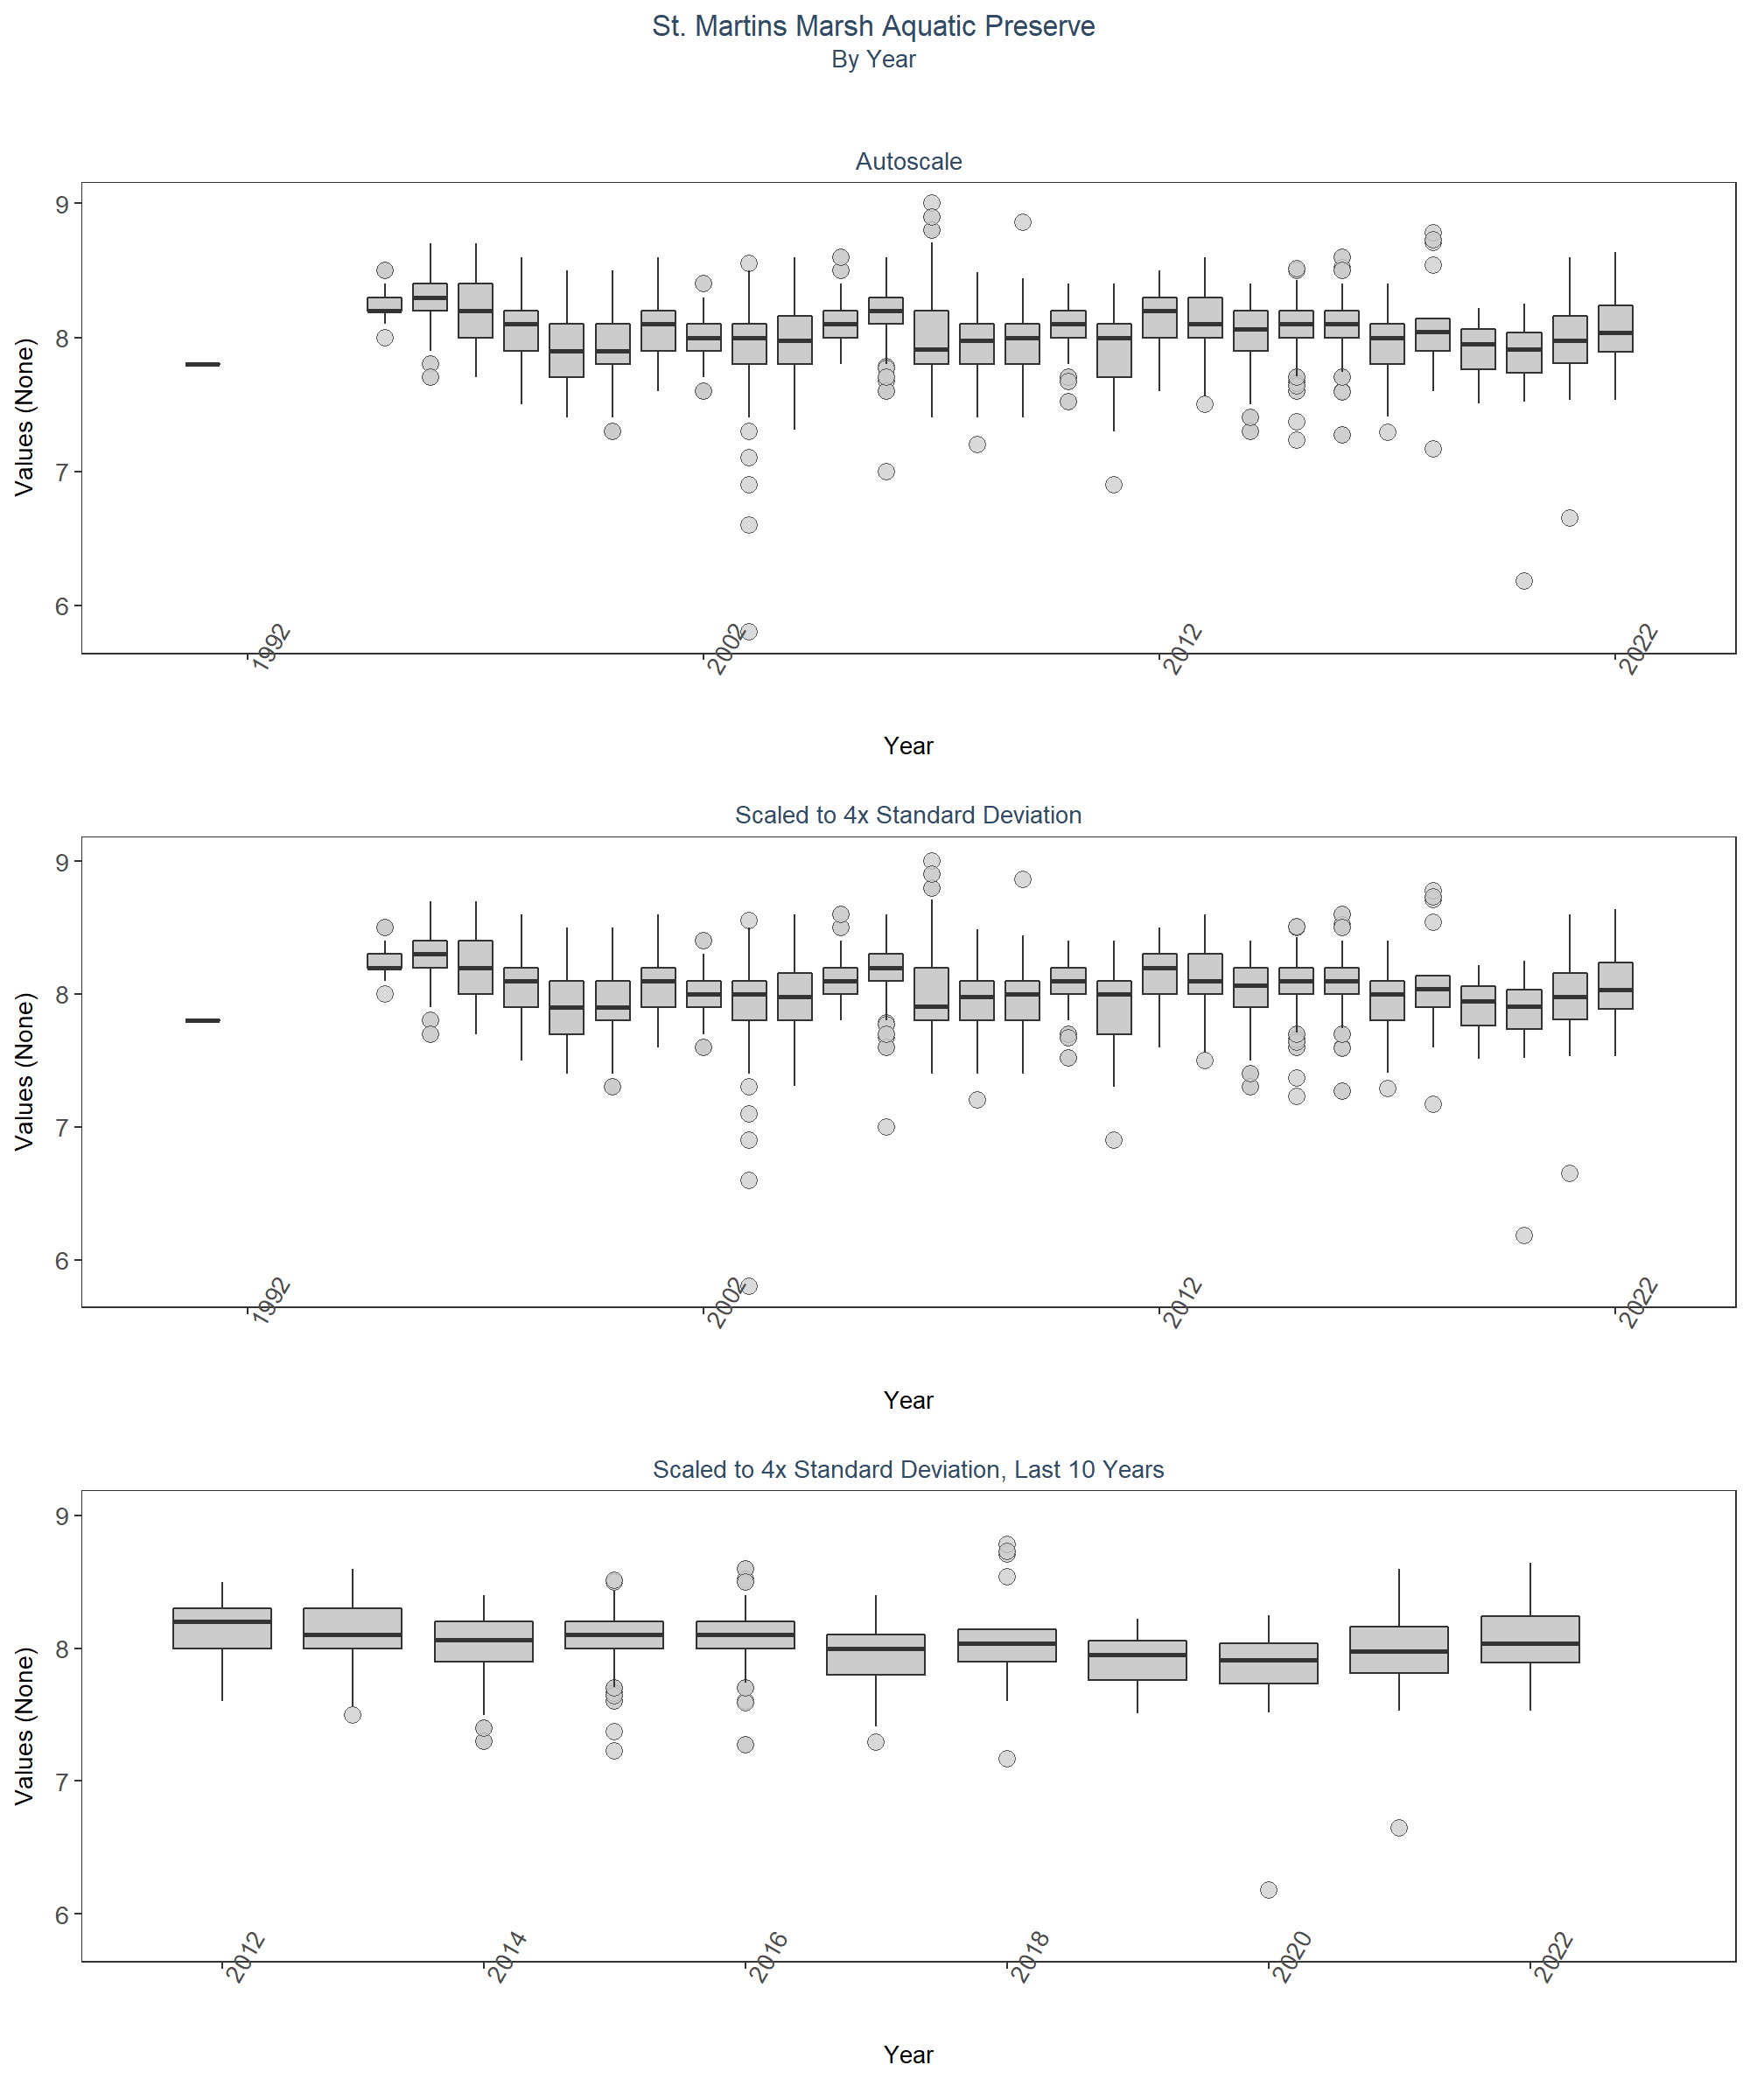 St. Martins Marsh Aquatic Preserve
By Year
Autoscale
9
8
7
6
Values (None)
1992
2002
2012
2022
Year
Scaled to 4x Standard Deviation
9
8
7
6
Values (None)
1992
2002
2012
2022
Year
Scaled to 4x Standard Deviation, Last 10 Years
9
8
7
6
Values (None)
2012
2014
2016
2018
2020
2022
Year